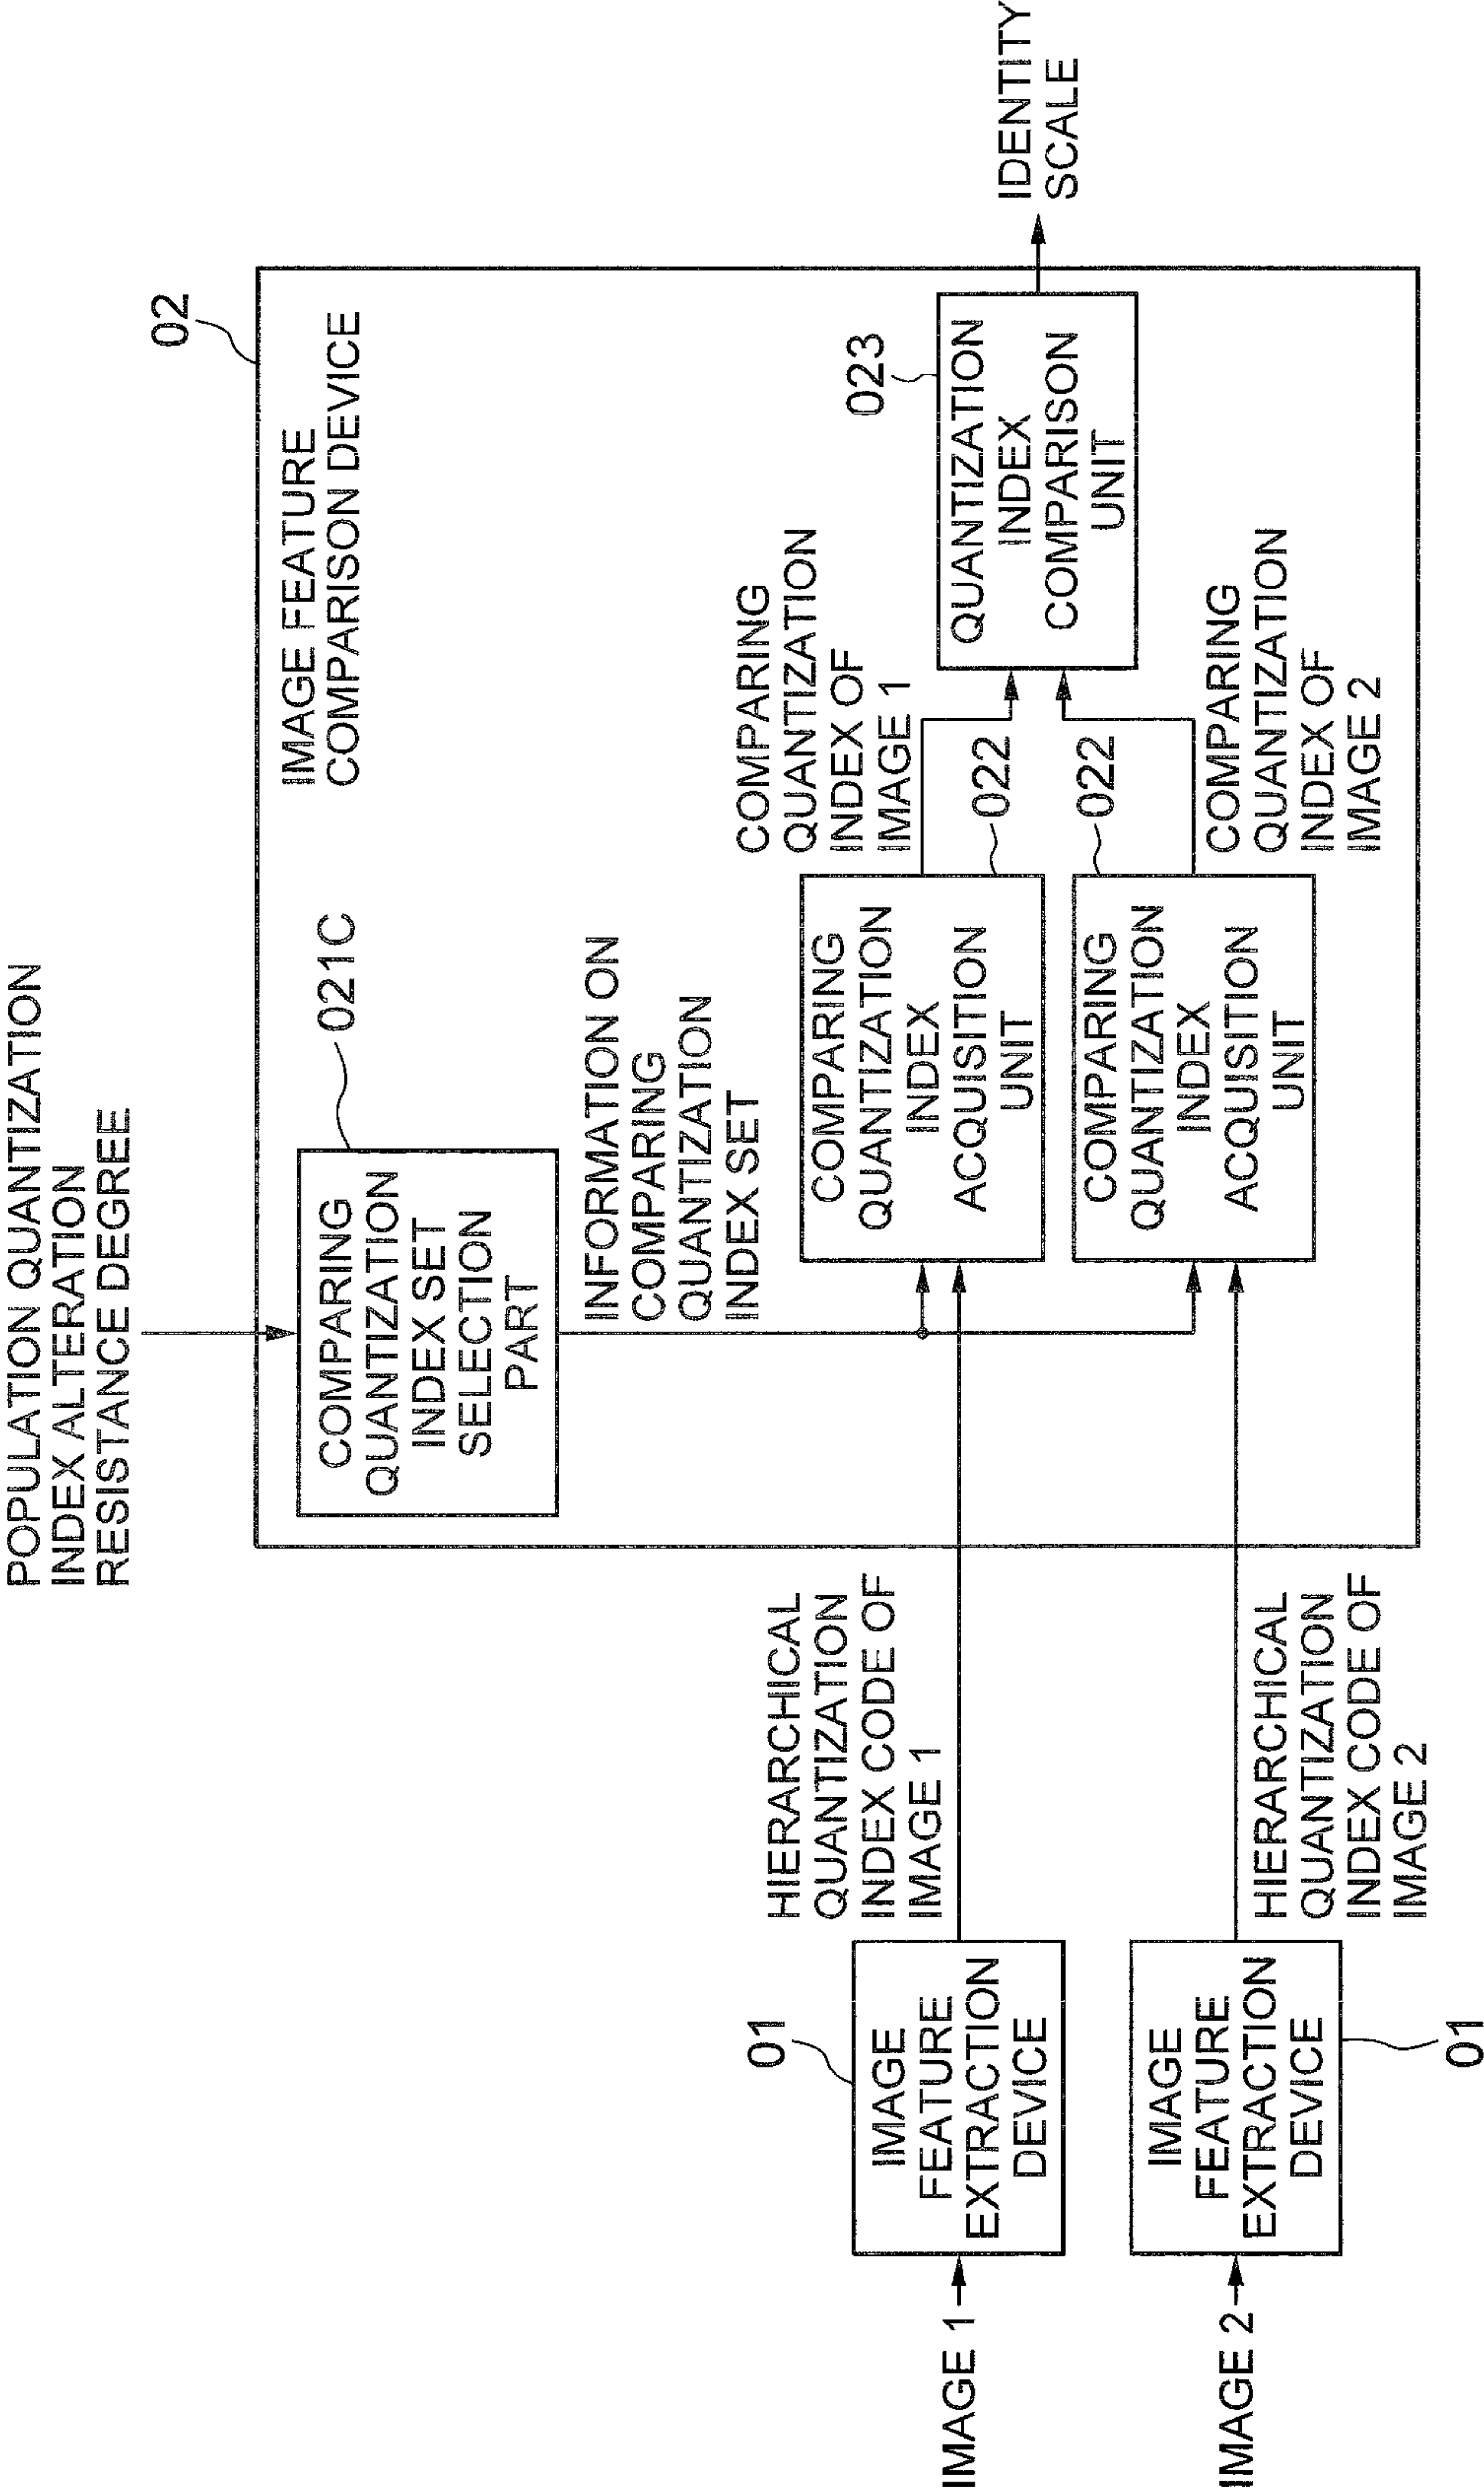 POPULATION QUANTIZATION
INDEX ALTERATION
RESISTANCE DEGREE
02
IMAGE FEATURE
COMPARISON DEVICE
021C
COMPARING
QUANTIZATION
INDEX SET
SELECTION
PART
INFORMATION ON
COMPARING
QUANTIZATION
INDEX SET
IMAGE 1
01
IMAGE
FEATURE
EXTRACTION
DEVICE
HIERARCHICAL
QUANTIZATION
INDEX CODE OF
IMAGE 1
COMPARING
QUANTIZATION
INDEX
ACQUISITION
UNIT
022
COMPARING
QUANTIZATION
INDEX OF
IMAGE 1
023
QUANTIZATION
INDEX
COMPARISON
UNIT
IDENTITY
SCALE
IMAGE 2
IMAGE
FEATURE
EXTRACTION
DEVICE
01
HIERARCHICAL
QUANTIZATION
INDEX CODE OF
IMAGE 2
COMPARING
QUANTIZATION
INDEX
ACQUISITION
UNIT
022
COMPARING
QUANTIZATION
INDEX OF
IMAGE 2